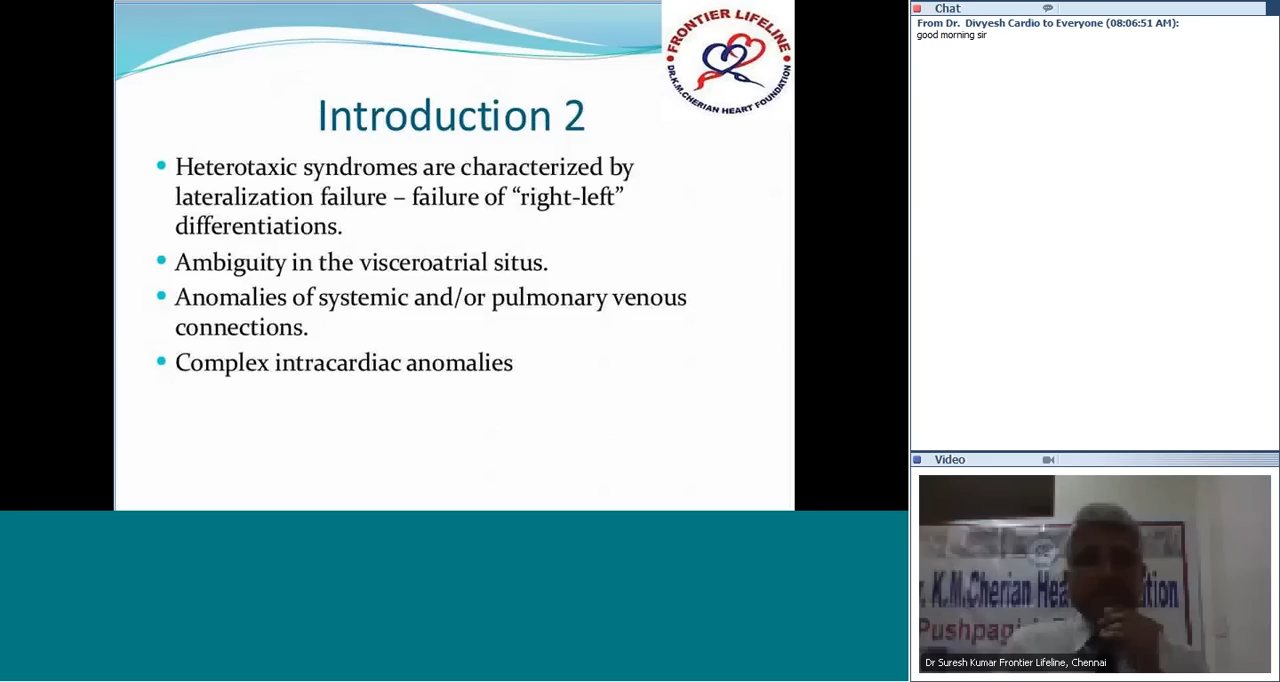 FRONTIER LIFELINE
DR.K.M.CHERIAN HEART FOUNDATION
Introduction 2
Heterotaxic syndromes are characterized by
lateralization failure – failure of “right-left”
differentiations.
Ambiguity in the visceroatrial situs.
Anomalies of systemic and/or pulmonary venous
connections.
Complex intracardiac anomalies
Chat
From Dr. Divyesh Cardio to Everyone (08:06:51 AM):
good morning sir
Video
K.M.Cherian Hea
Dr Suresh Kumar Frontier Lifeline, Chennai